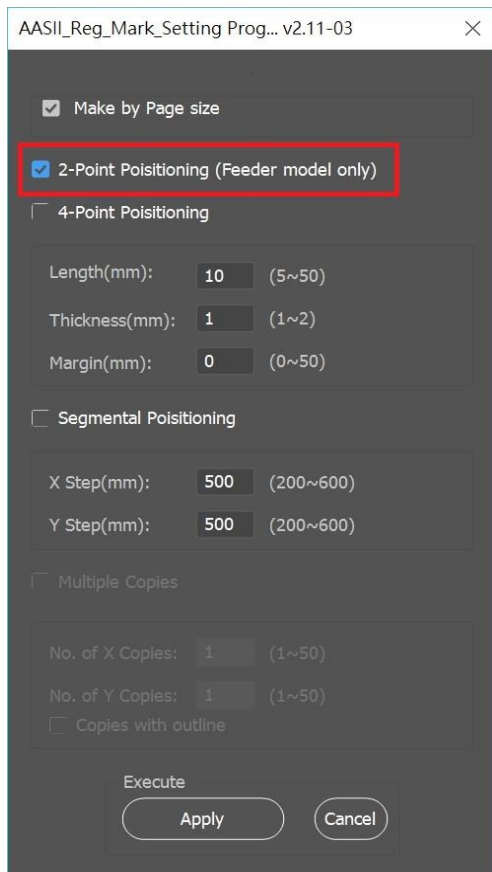 AASII_Reg_Mark_Setting Prog... v2.11-03
Make by Page size
2-Point Poisitioning (Feeder model only)
4-Point Poisitioning
Length(mm): 10 (5~50)
Thickness(mm): 1 (1~2)
Margin(mm): 0 (0~50)
Segmental Poisitioning
X Step(mm): 500 (200~600)
Y Step(mm): 500 (200~600)
Multiple Copies
No. of X Copies: 1 (1~50)
No. of Y Copies: 1 (1~50)
Copies with outline
Execute
Apply Cancel